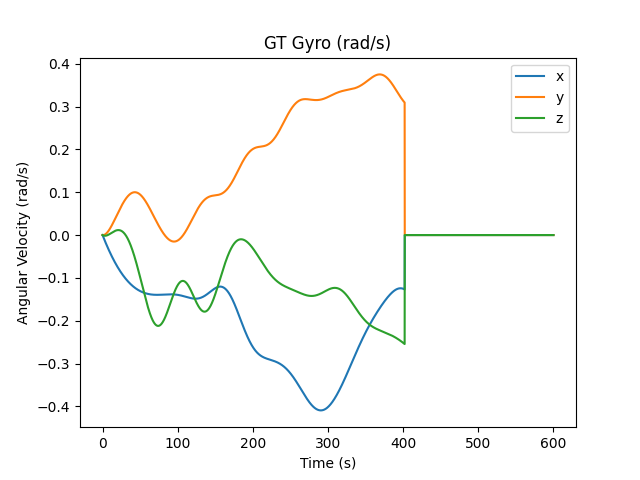 GT Gyro (rad/s)
x
y
z
Angular Velocity (rad/s)
0.4
0.3
0.2
0.1
0.0
−0.1
−0.2
−0.3
−0.4
0 100 200 300 400 500 600
Time (s)